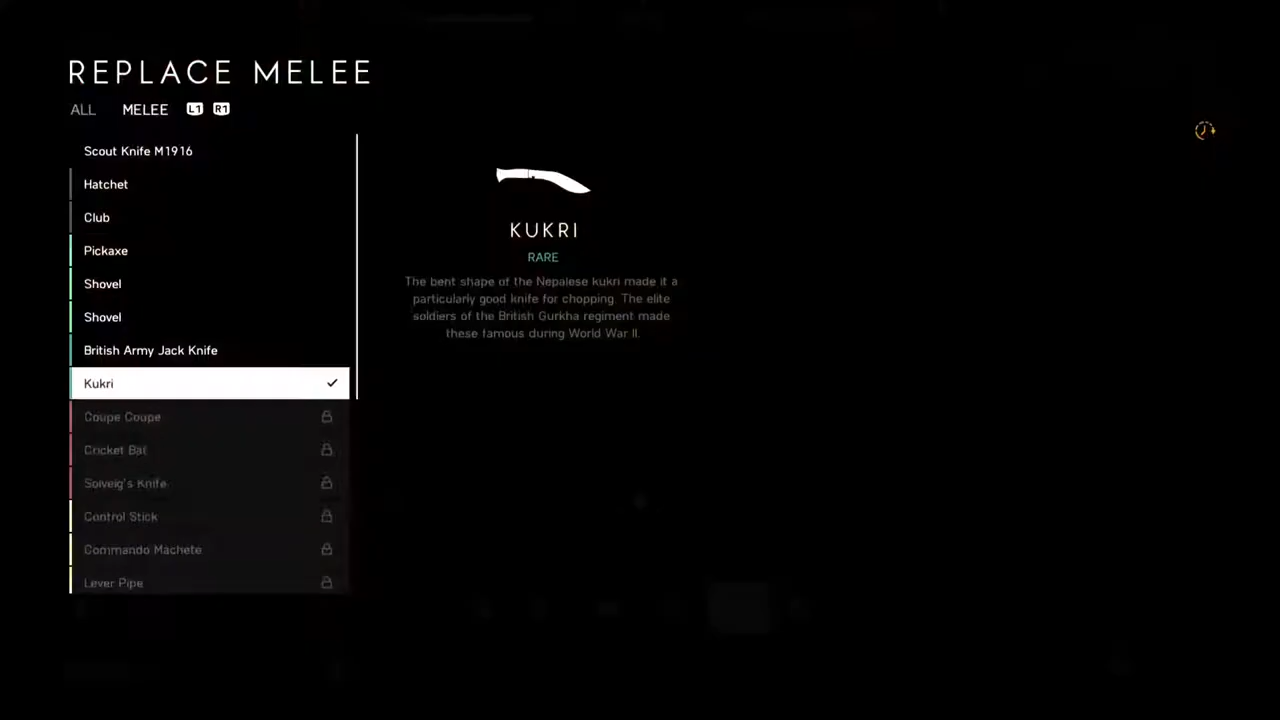 REPLACE MELEE
ALL MELEE L1 R1
Scout Knife M1916
Hatchet
Club
Pickaxe
Shovel
Shovel
British Army Jack Knife
Kukri
Coupe Coupe
Cricket Bat
Solveig's Knife
Control Stick
Commando Machete
Lever Pipe
KUKRI
RARE
The bent shape of the Nepalese kukri made it a
particularly good knife for chopping. The elite
soldiers of the British Gurkha regiment made
these famous during World War II.